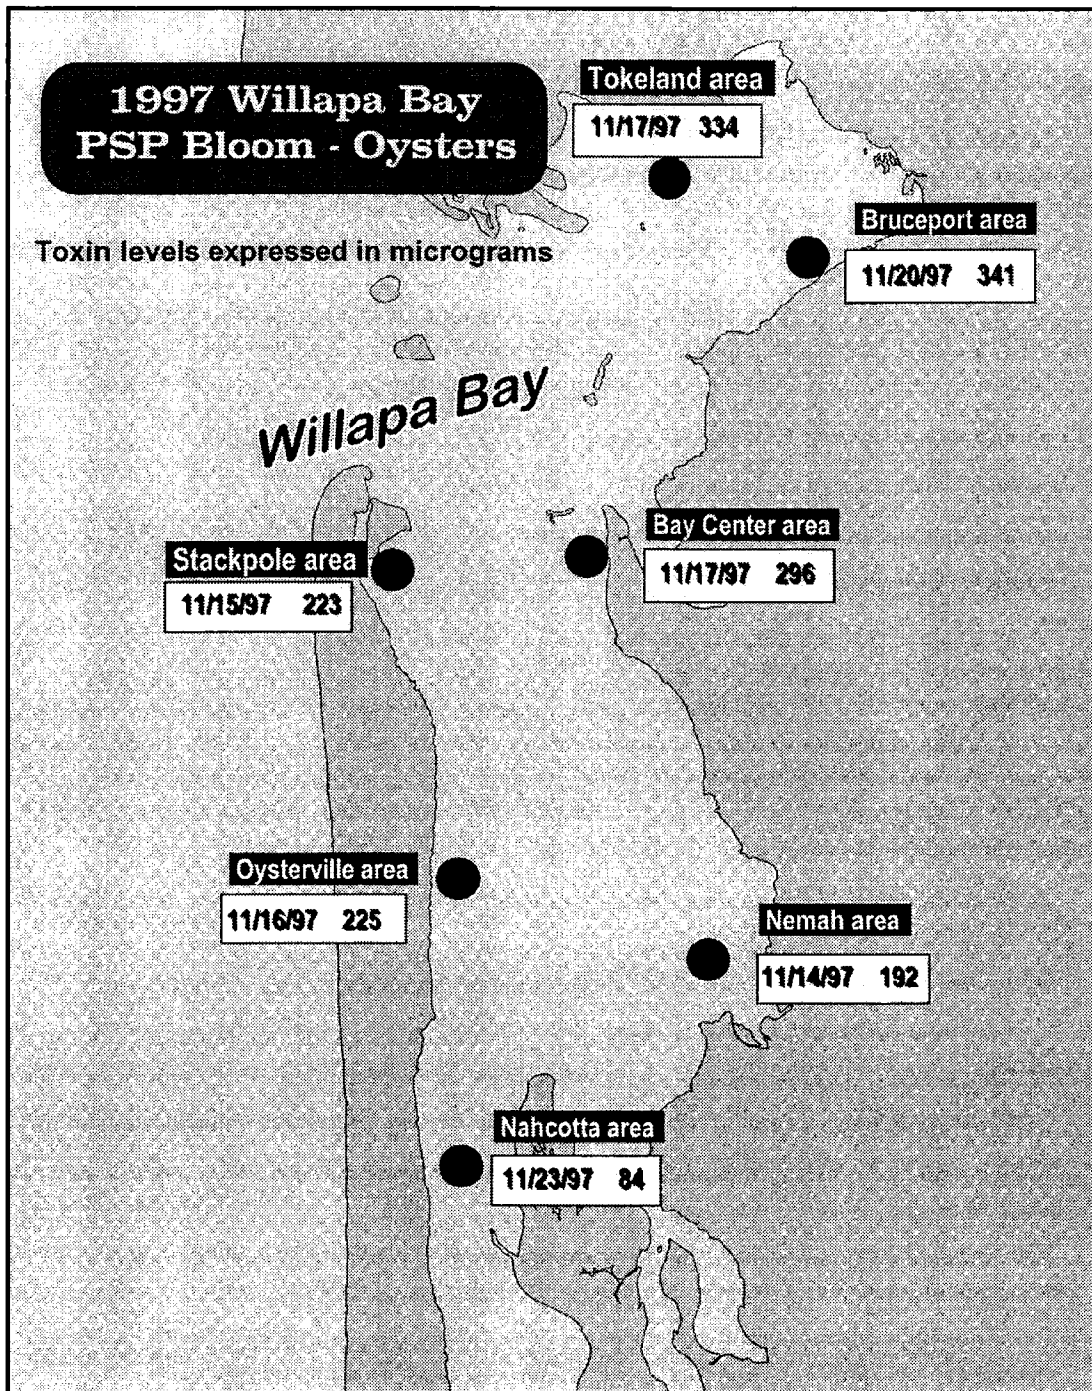 1997 Willapa Bay
PSP Bloom - Oysters
Toxin levels expressed in micrograms
Tokeland area
11/17/97 334
Bruceport area
11/20/97 341
Willapa Bay
Stackpole area
11/15/97 223
Bay Center area
11/17/97 296
Oysterville area
11/16/97 225
Nemah area
11/14/97 192
Nahcotta area
11/23/97 84